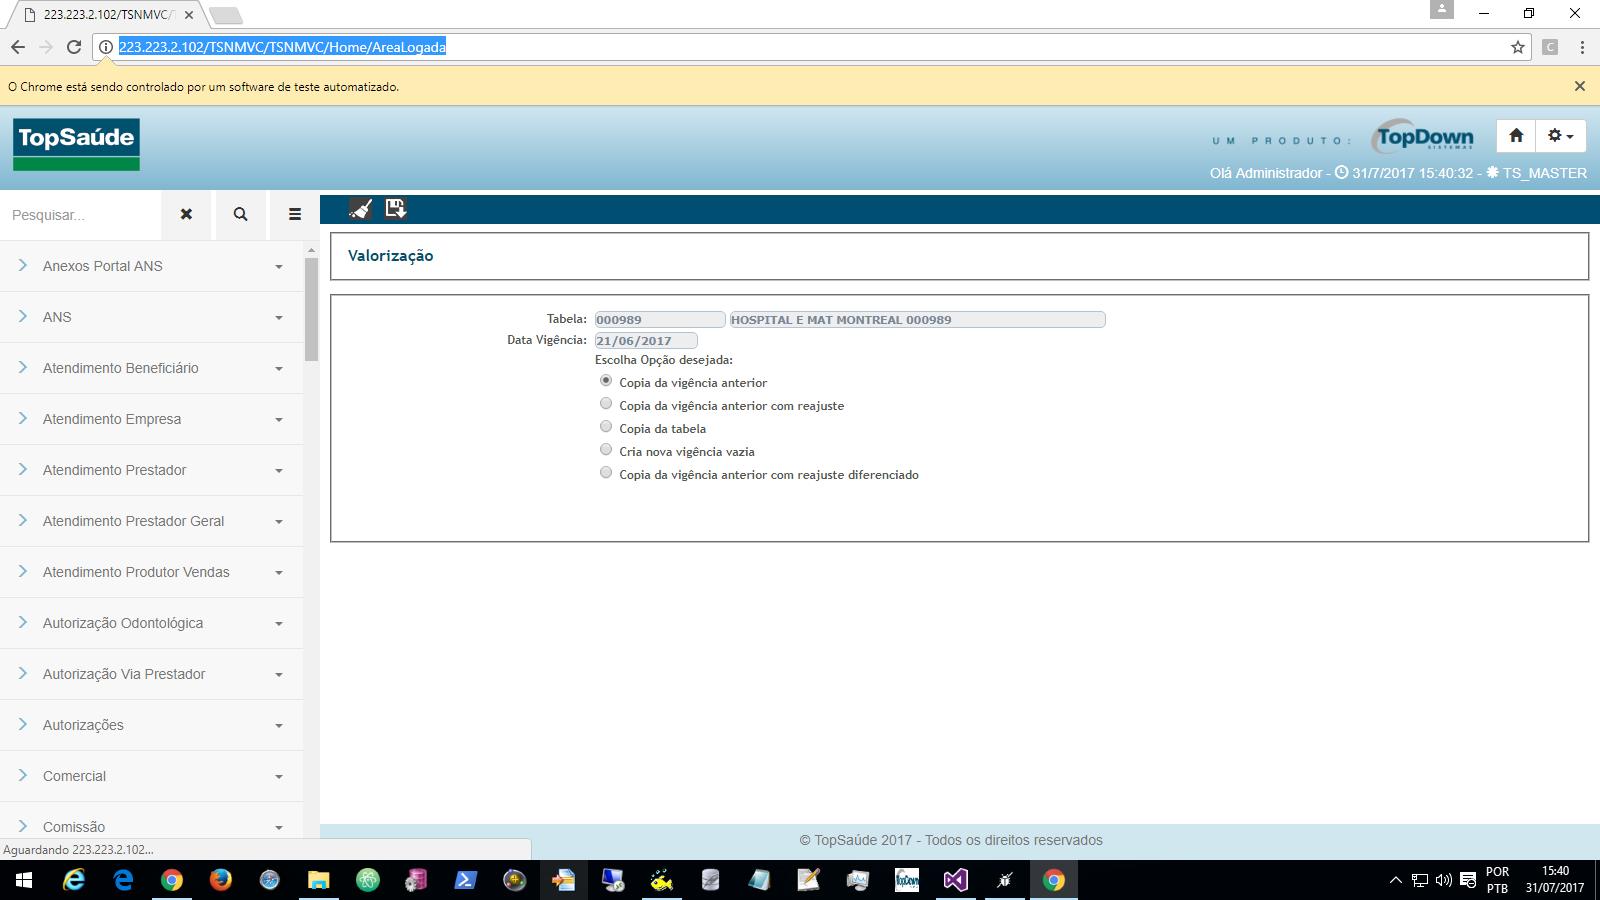 223.223.2.102/TSNMVC/T
223.223.2.102/TSNMVC/TSNMVC/Home/AreaLogada
C
O Chrome está sendo controlado por um software de teste automatizado.
TopSaúde
UM PRODUTO:
TopDown
SISTEMAS
Olá Administrador - 31/7/2017 15:40:32 - TS_MASTER
Pesquisar...
Anexos Portal ANS
ANS
Atendimento Beneficiário
Atendimento Empresa
Atendimento Prestador
Atendimento Prestador Geral
Atendimento Produtor Vendas
Autorização Odontológica
Autorização Via Prestador
Autorizações
Comercial
Comissão
Valorização
Tabela: 000989 HOSPITAL E MAT MONTREAL 000989
Data Vigência: 21/06/2017
Escolha Opção desejada:
Copia da vigência anterior
Copia da vigência anterior com reajuste
Copia da tabela
Cria nova vigência vazia
Copia da vigência anterior com reajuste diferenciado
© TopSaúde 2017 - Todos os direitos reservados
Aguardando 223.223.2.102...
TopDown
POR
PTB
15:40
31/07/2017